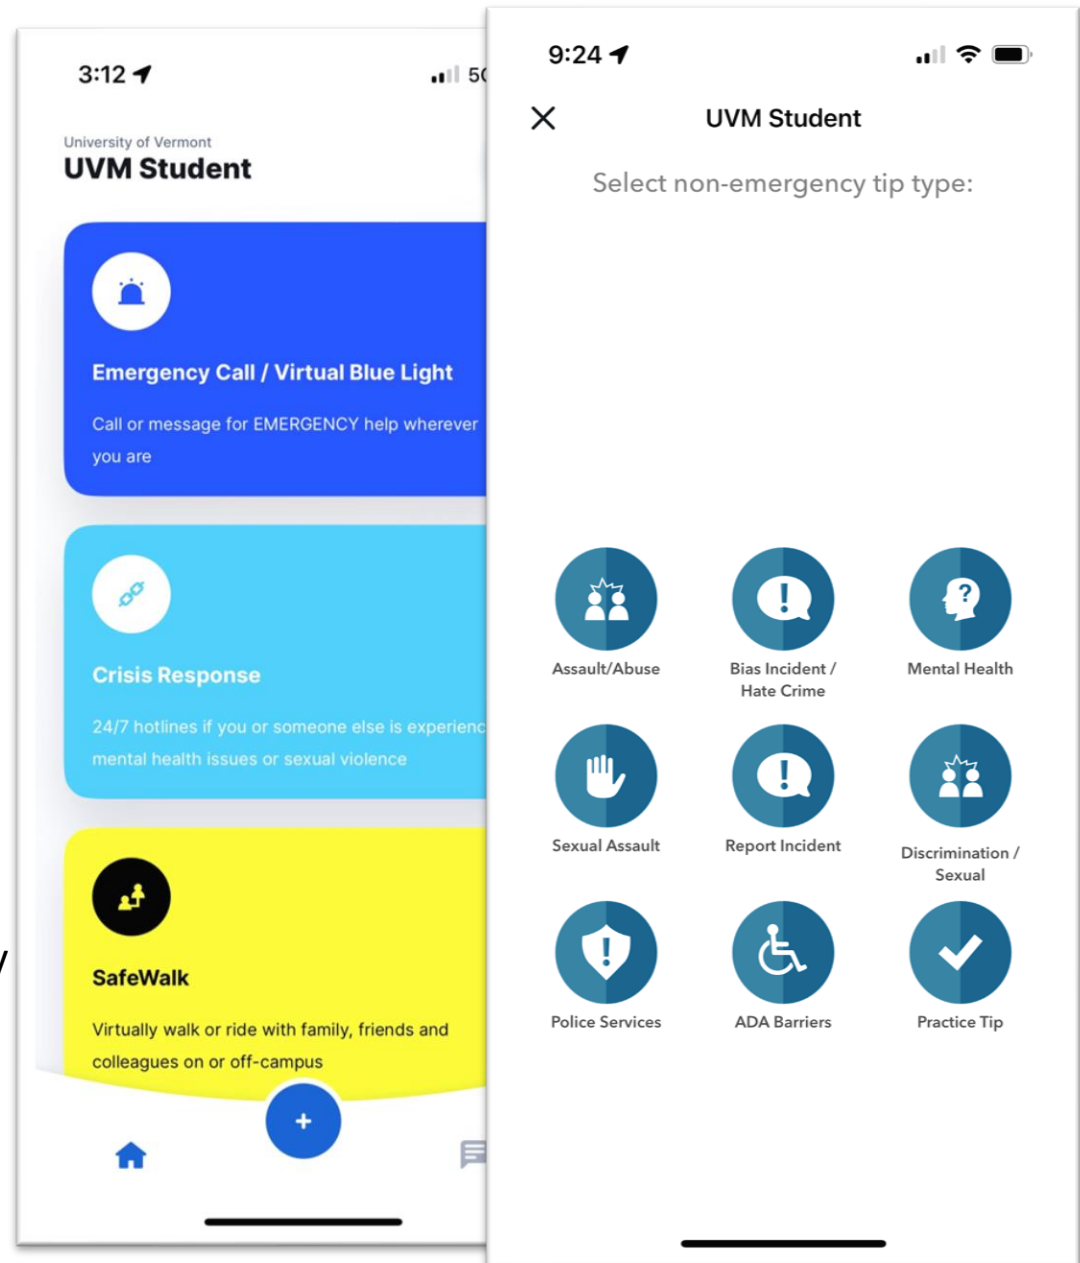 3:12
University of Vermont
UVM Student
Emergency Call / Virtual Blue Light
Call or message for EMERGENCY help wherever
you are
Crisis Response
24/7 hotlines if you or someone else is
mental health issues or sexual violence
SafeWalk
Virtually walk or ride with family, friends and
colleagues on or off-campus
9:24
UVM Student
Select non-emergency tip type:
Assault/Abuse
Bias Incident /
Hate Crime
Mental Health
Sexual Assault
Report Incident
Discrimination /
Sexual
Police Services
ADA Barriers
Practice Tip